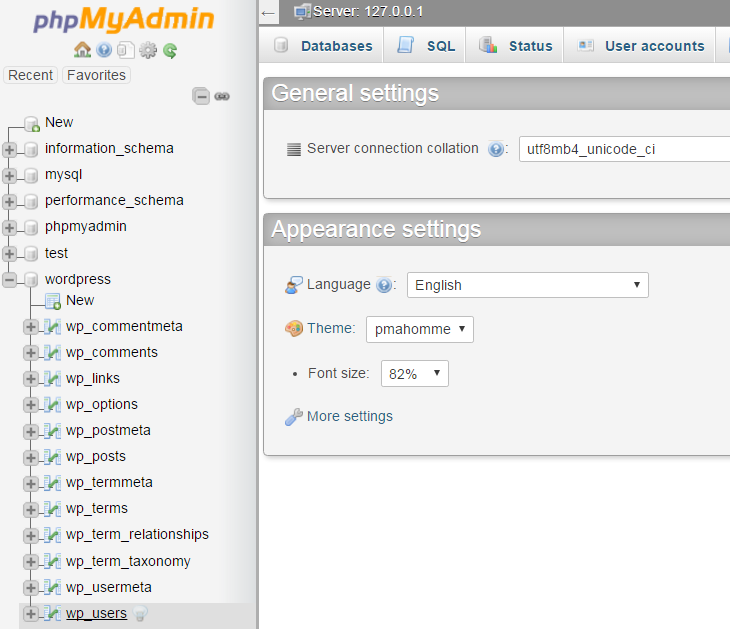 phpMyAdmin
Recent Favorites
New
information_schema
mysql
performance_schema
phpmyadmin
test
wordpress
New
wp_commentmeta
wp_comments
wp_links
wp_options
wp_postmeta
wp_posts
wp_termmeta
wp_terms
wp_term_relationships
wp_term_taxonomy
wp_usermeta
wp_users
Server: 127.0.0.1
Databases SQL Status User accounts
General settings
Server connection collation : utf8mb4_unicode_ci
Appearance settings
Language : English
Theme: pmahomme
Font size: 82%
More settings